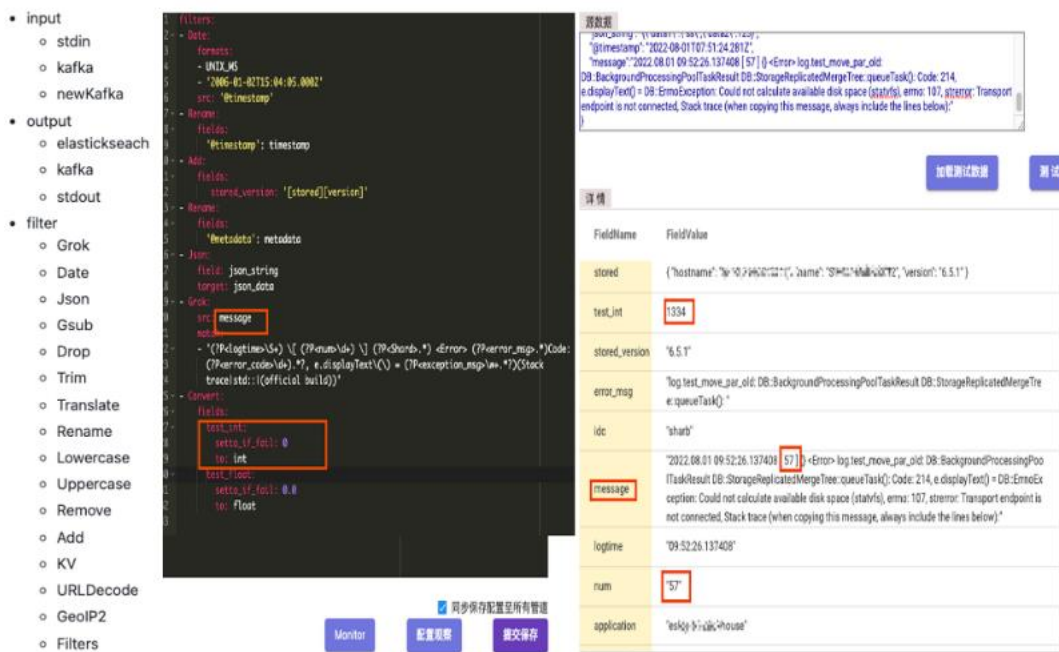 input
stdin
kafka
newKafka
output
elastickseach
kafka
stdout
filter
Grok
Date
Json
Gsub
Drop
Trim
Translate
Rename
Lowercase
Uppercase
Remove
Add
KV
URLDecode
GeoIP2
Filters
filters:
- Date:
formats:
- UNIX_MS
- '2006-01-02T15:04:05.000Z'
src: '@timestamp'
- Rename:
fields:
'@timestamp': timestamp
- Add:
fields:
stored_version: '[stored][version]'
- Rename:
fields:
'@metadata': metadata
- Json:
field: json_string
target: json_data
- Grok:
src: message
match:
- '(?P<logtime>\S+) \[ (?P<num>\d+) \] (?P<Shard>.*) <Error> (?P<error_msg>.*)Code:
(?P<error_code>\d+).*?, e.displayText\(\) = (?P<exception_msg>\w+.*?)(Stack
trace|std::|(official build))'
- Convert:
fields:
test_int:
setto_if_fail: 0
to: int
test_float:
setto_if_fail: 0.0
to: float
同步保存配置至所有管道
Monitor
配置观察
提交保存
源数据
"@timestamp":"2022-08-01T07:51:24.281Z",
"message":"2022.08.01 09:52:26.137408 [ 57 ] {} <Error> log.test_move_par_old:
DB::BackgroundProcessingPoolTaskResult DB::StorageReplicatedMergeTree::queueTask(): Code: 214,
e.displayText() = DB::ErrnoException: Could not calculate available disk space (statvfs), errno: 107, strerror: Transport
endpoint is not connected, Stack trace (when copying this message, always include the lines below):"
}
加载测试数据
测 试
详 情
FieldName FieldValue
stored { "hostname": "name": "version": "6.5.1" }
test_int 1334
stored_version "6.5.1"
error_msg "log.test_move_par_old: DB::BackgroundProcessingPoolTaskResult DB::StorageReplicatedMergeTre
e::queueTask(): "
idc "sharb"
message "2022.08.01 09:52:26.137408 [ 57 ] {} <Error> log.test_move_par_old: DB::BackgroundProcessingPoo
lTaskResult DB::StorageReplicatedMergeTree::queueTask(): Code: 214, e.displayText() = DB::ErrnoEx
ception: Could not calculate available disk space (statvfs), errno: 107, strerror: Transport endpoint is
not connected, Stack trace (when copying this message, always include the lines below):"
logtime "09:52:26.137408"
num "57"
application